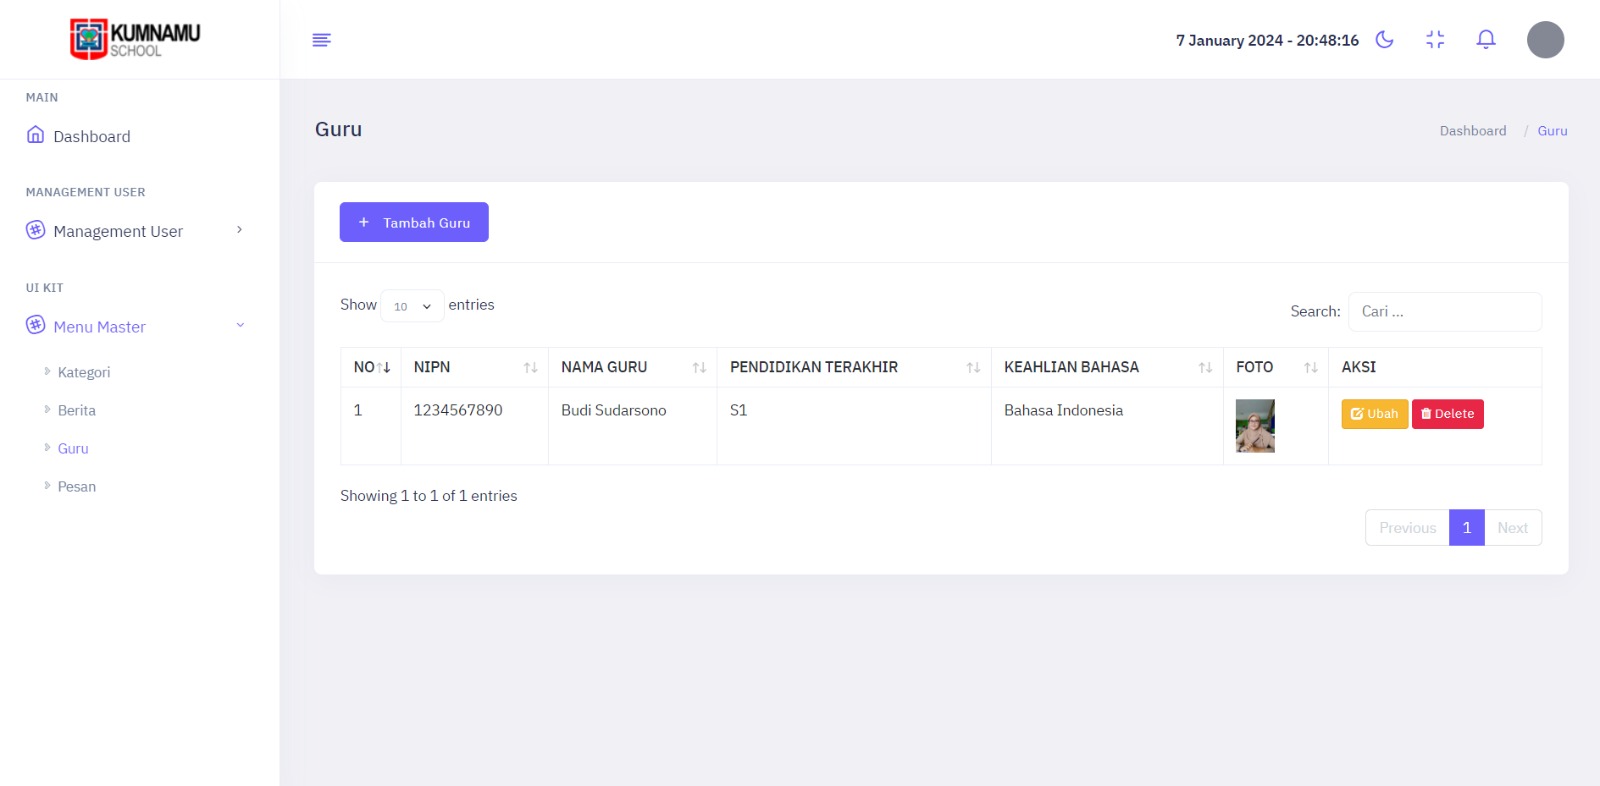 KUMNAMU
SCHOOL
7 January 2024 - 20:48:16
MAIN
Dashboard
MANAGEMENT USER
Management User
UI KIT
Menu Master
Kategori
Berita
Guru
Pesan
Guru
Dashboard / Guru
+ Tambah Guru
Show 10 entries
Search: Cari ...
NO NIPN NAMA GURU PENDIDIKAN TERAKHIR KEAHLIAN BAHASA FOTO AKSI
1 1234567890 Budi Sudarsono S1 Bahasa Indonesia Ubah Delete
Showing 1 to 1 of 1 entries
Previous 1 Next